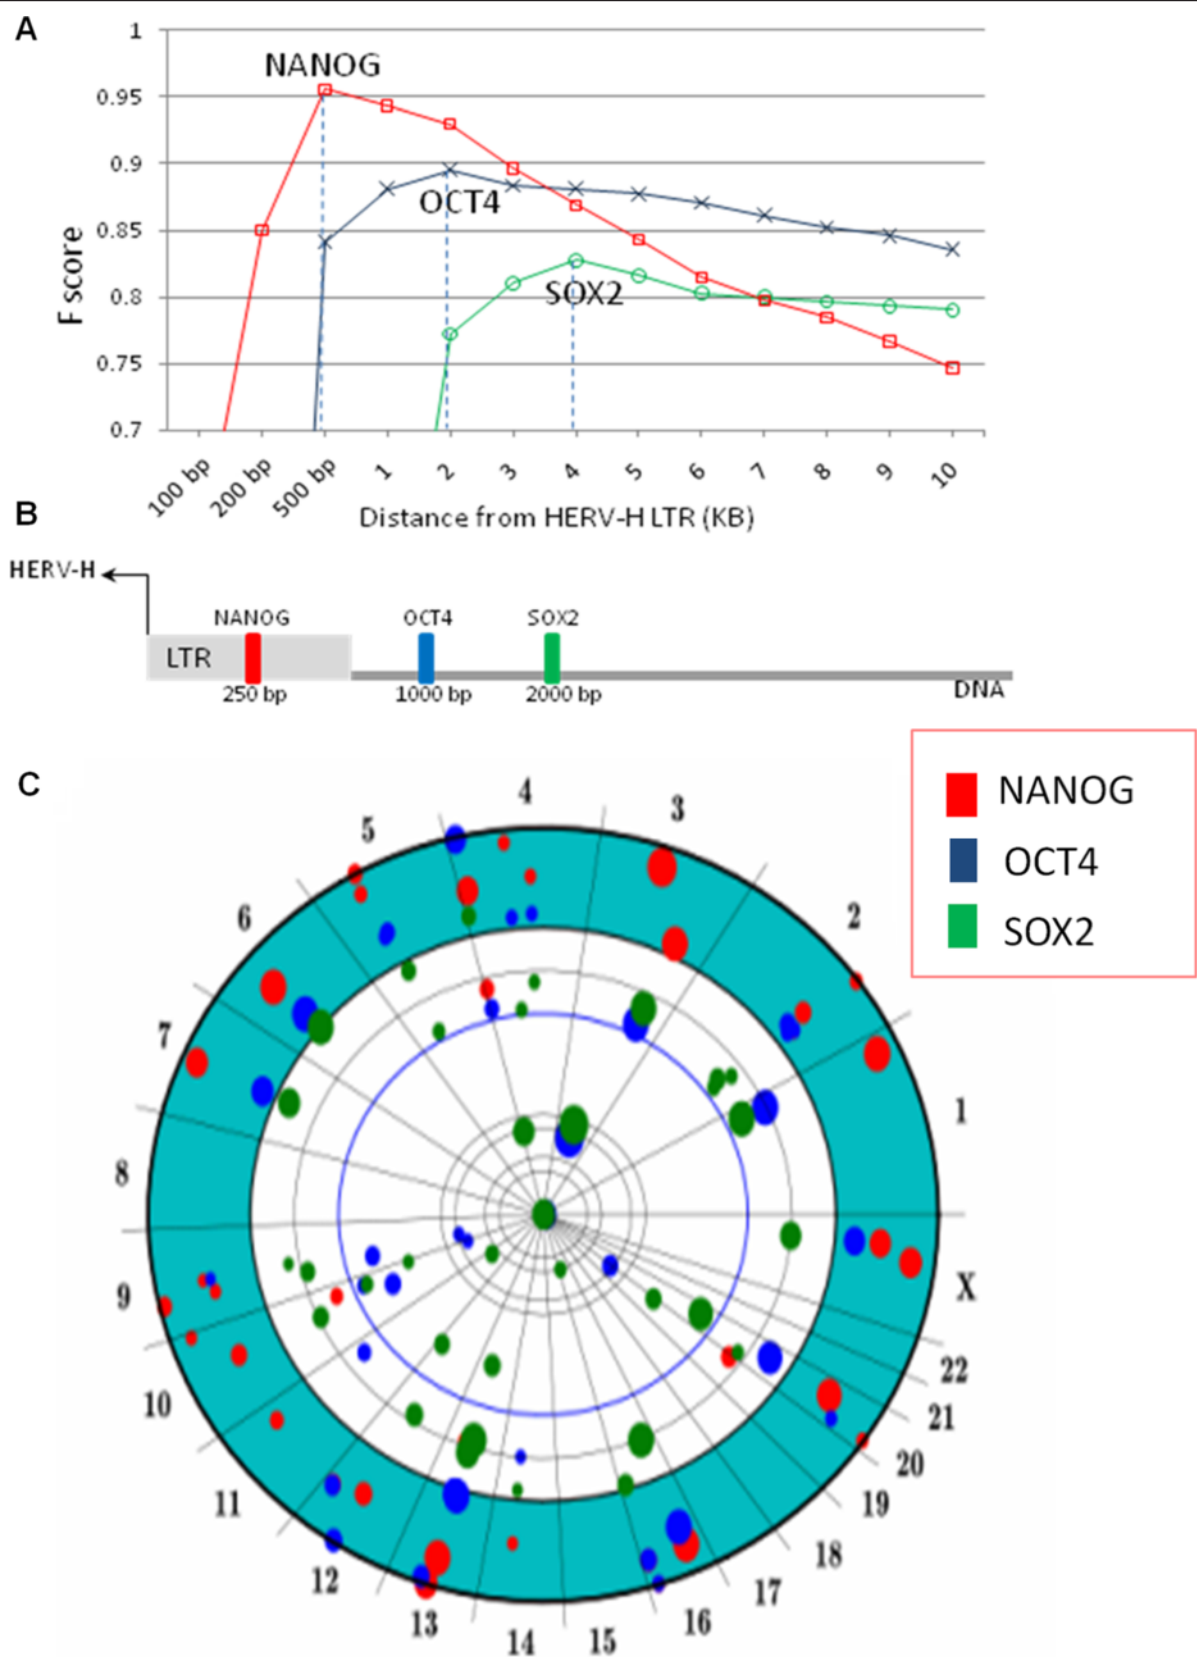 A
1
0.95
0.9
0.85
0.8
0.75
0.7
F score
NANOG
OCT4
SOX2
100 bp 200 bp 500 bp 1 2 3 4 5 6 7 8 9 10
Distance from HERV-H LTR (KB)
B
HERV-H
NANOG OCT4 SOX2
LTR
250 bp 1000 bp 2000 bp
DNA
C
NANOG
OCT4
SOX2
4
3
5
2
6
7
1
8
9
X
22
10
21
20
11
19
18
12
17
13
16
14
15